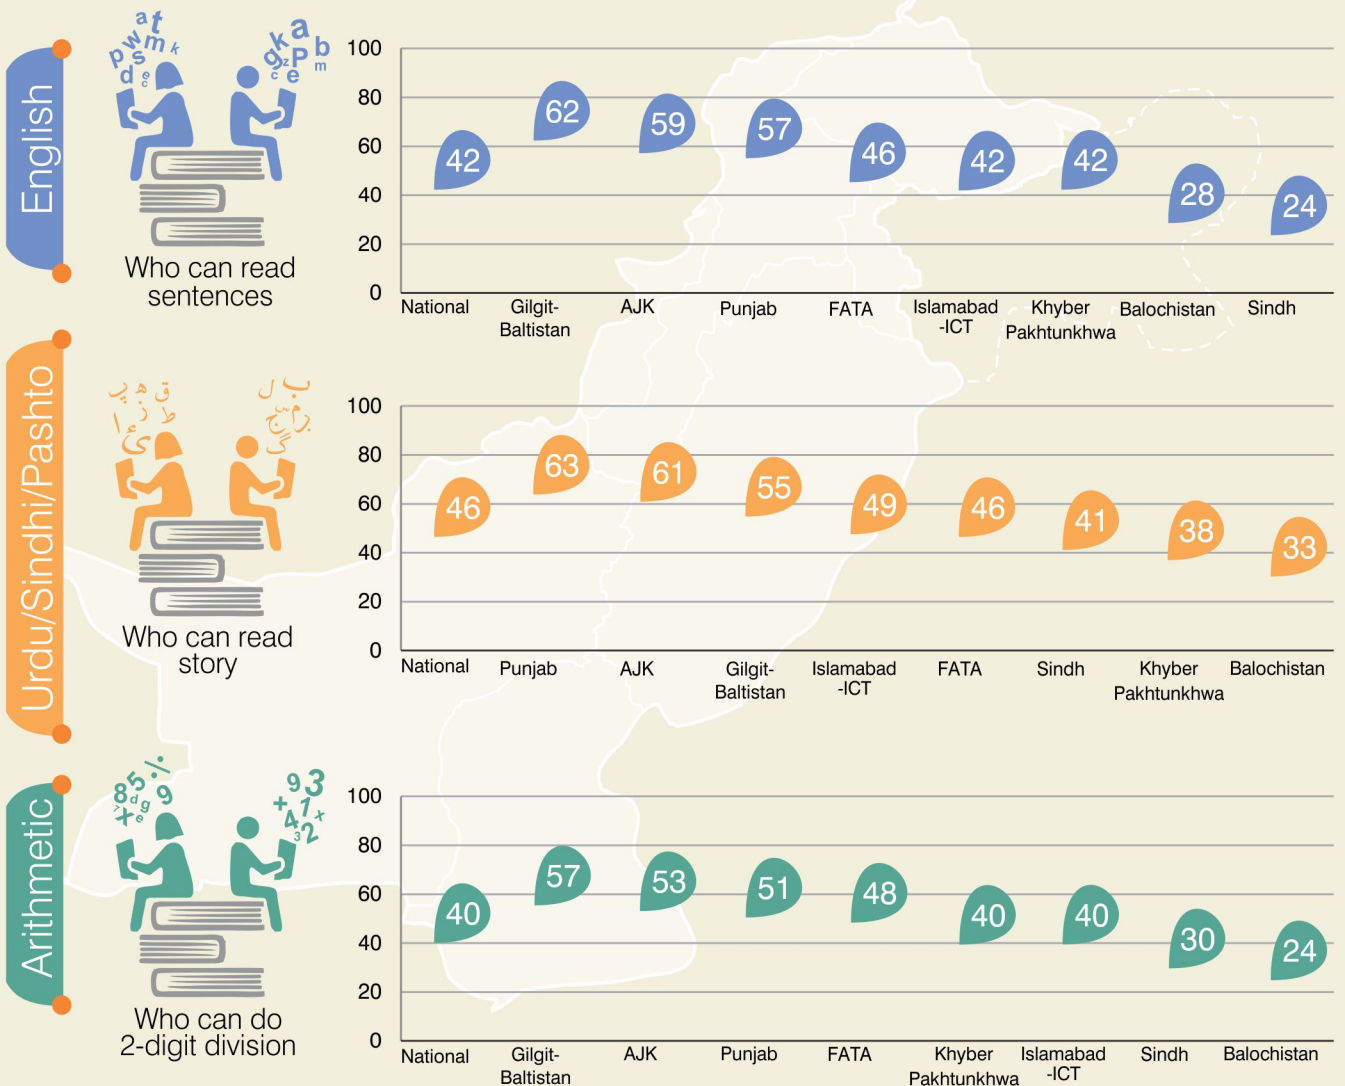 English
Who can read
sentences
100
80
60
40
20
0
42
62
59
57
46
42
42
28
24
National
Gilgit-
Baltistan
AJK
Punjab
FATA
Islamabad
-ICT
Khyber
Pakhtunkhwa
Balochistan
Sindh
Urdu/Sindhi/Pashto
Who can read
story
100
80
60
40
20
0
46
63
61
55
49
46
41
38
33
National
Punjab
AJK
Gilgit-
Baltistan
Islamabad
-ICT
FATA
Sindh
Khyber
Pakhtunkhwa
Balochistan
Arithmetic
Who can do
2-digit division
100
80
60
40
20
0
40
57
53
51
48
40
40
30
24
National
Gilgit-
Baltistan
AJK
Punjab
FATA
Khyber
Pakhtunkhwa
Islamabad
-ICT
Sindh
Balochistan